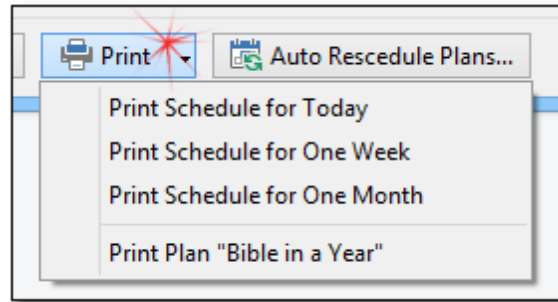 Print Auto Rescedule Plans...
Print Schedule for Today
Print Schedule for One Week
Print Schedule for One Month
Print Plan "Bible in a Year"